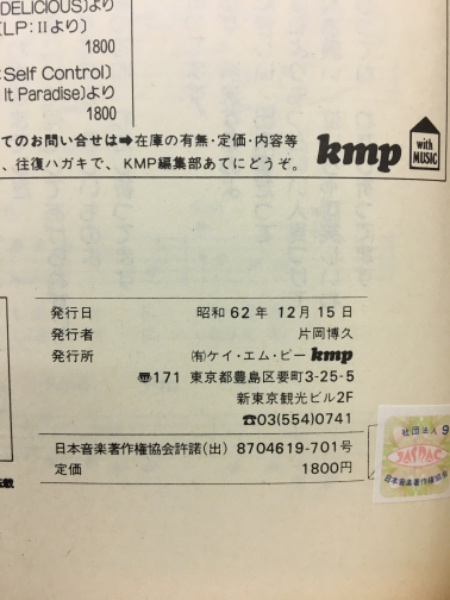 DELICIOUS〕より
〔LP:Ⅱより〕
1800
:Self Control〕
It Paradise〕より
1800
てのお問い合せは➡在庫の有無・定価・内容等
、往復ハガキで、KMP編集部あてにどうぞ。
kmp
with
MUSIC
発行日 昭和62年12月15日
発行者 片岡博久
発行所 ㈲ケイ・エム・ピー kmp
〠171 東京都豊島区要町3-25-5
新東京観光ビル2F
☎03(554)0741
日本音楽著作権協会許諾(出) 8704619-701号
定価 1800円
社団法人 9
JASRAC
日本音楽著作権協会
転載